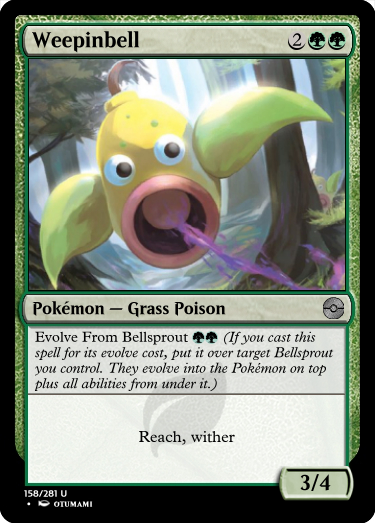 Weepinbell 2
Pokémon — Grass Poison
Evolve From Bellsprout (If you cast this
spell for its evolve cost, put it over target Bellsprout
you control. They evolve into the Pokémon on top
plus all abilities from under it.)
Reach, wither
3/4
158/281 U
• OTUMAMI